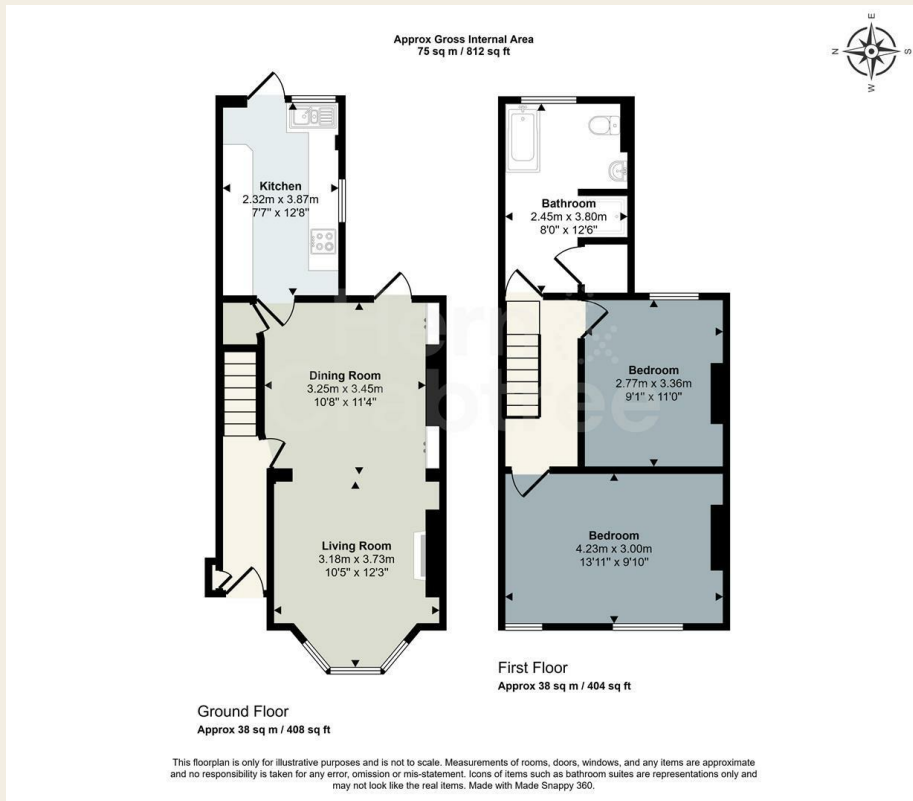 Approx Gross Internal Area
75 sq m / 812 sq ft
N
E
S
W
Kitchen
2.32m x 3.87m
7'7" x 12'8"
Bathroom
2.45m x 3.80m
8'0" x 12'6"
Dining Room
3.25m x 3.45m
10'8" x 11'4"
Bedroom
2.77m x 3.36m
9'1" x 11'0"
Living Room
3.18m x 3.73m
10'5" x 12'3"
Bedroom
4.23m x 3.00m
13'11" x 9'10"
Hern
Crabtree
Ground Floor
Approx 38 sq m / 408 sq ft
First Floor
Approx 38 sq m / 404 sq ft
This floorplan is only for illustrative purposes and is not to scale. Measurements of rooms, doors, windows, and any items are approximate
and no responsibility is taken for any error, omission or mis-statement. Icons of items such as bathroom suites are representations only and
may not look like the real items. Made with Made Snappy 360.